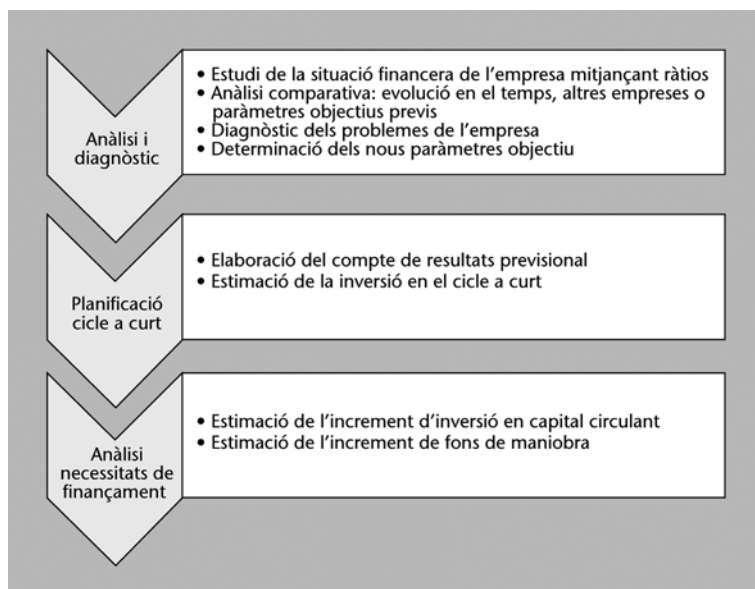 Anàlisi i
diagnòstic
• Estudi de la situació financera de l’empresa mitjançant ràtios
• Anàlisi comparativa: evolució en el temps, altres empreses o
paràmetres objectius previs
• Diagnòstic dels problemes de l’empresa
• Determinació dels nous paràmetres objectiu
Planificació
cicle a curt
• Elaboració del compte de resultats previsional
• Estimació de la inversió en el cicle a curt
Anàlisi
necessitats de
finançament
• Estimació de l’increment d’inversió en capital circulant
• Estimació de l’increment de fons de maniobra